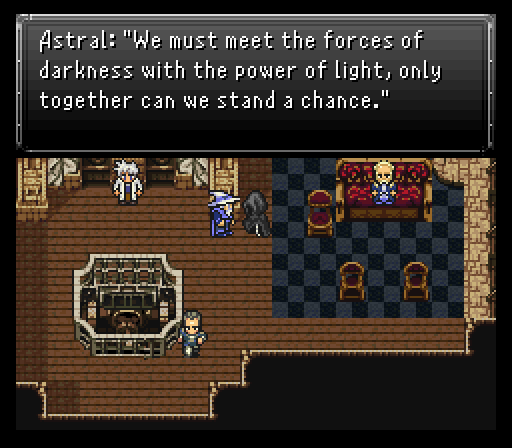 Astral: "We must meet the forces of
darkness with the power of light, only
together can we stand a chance."